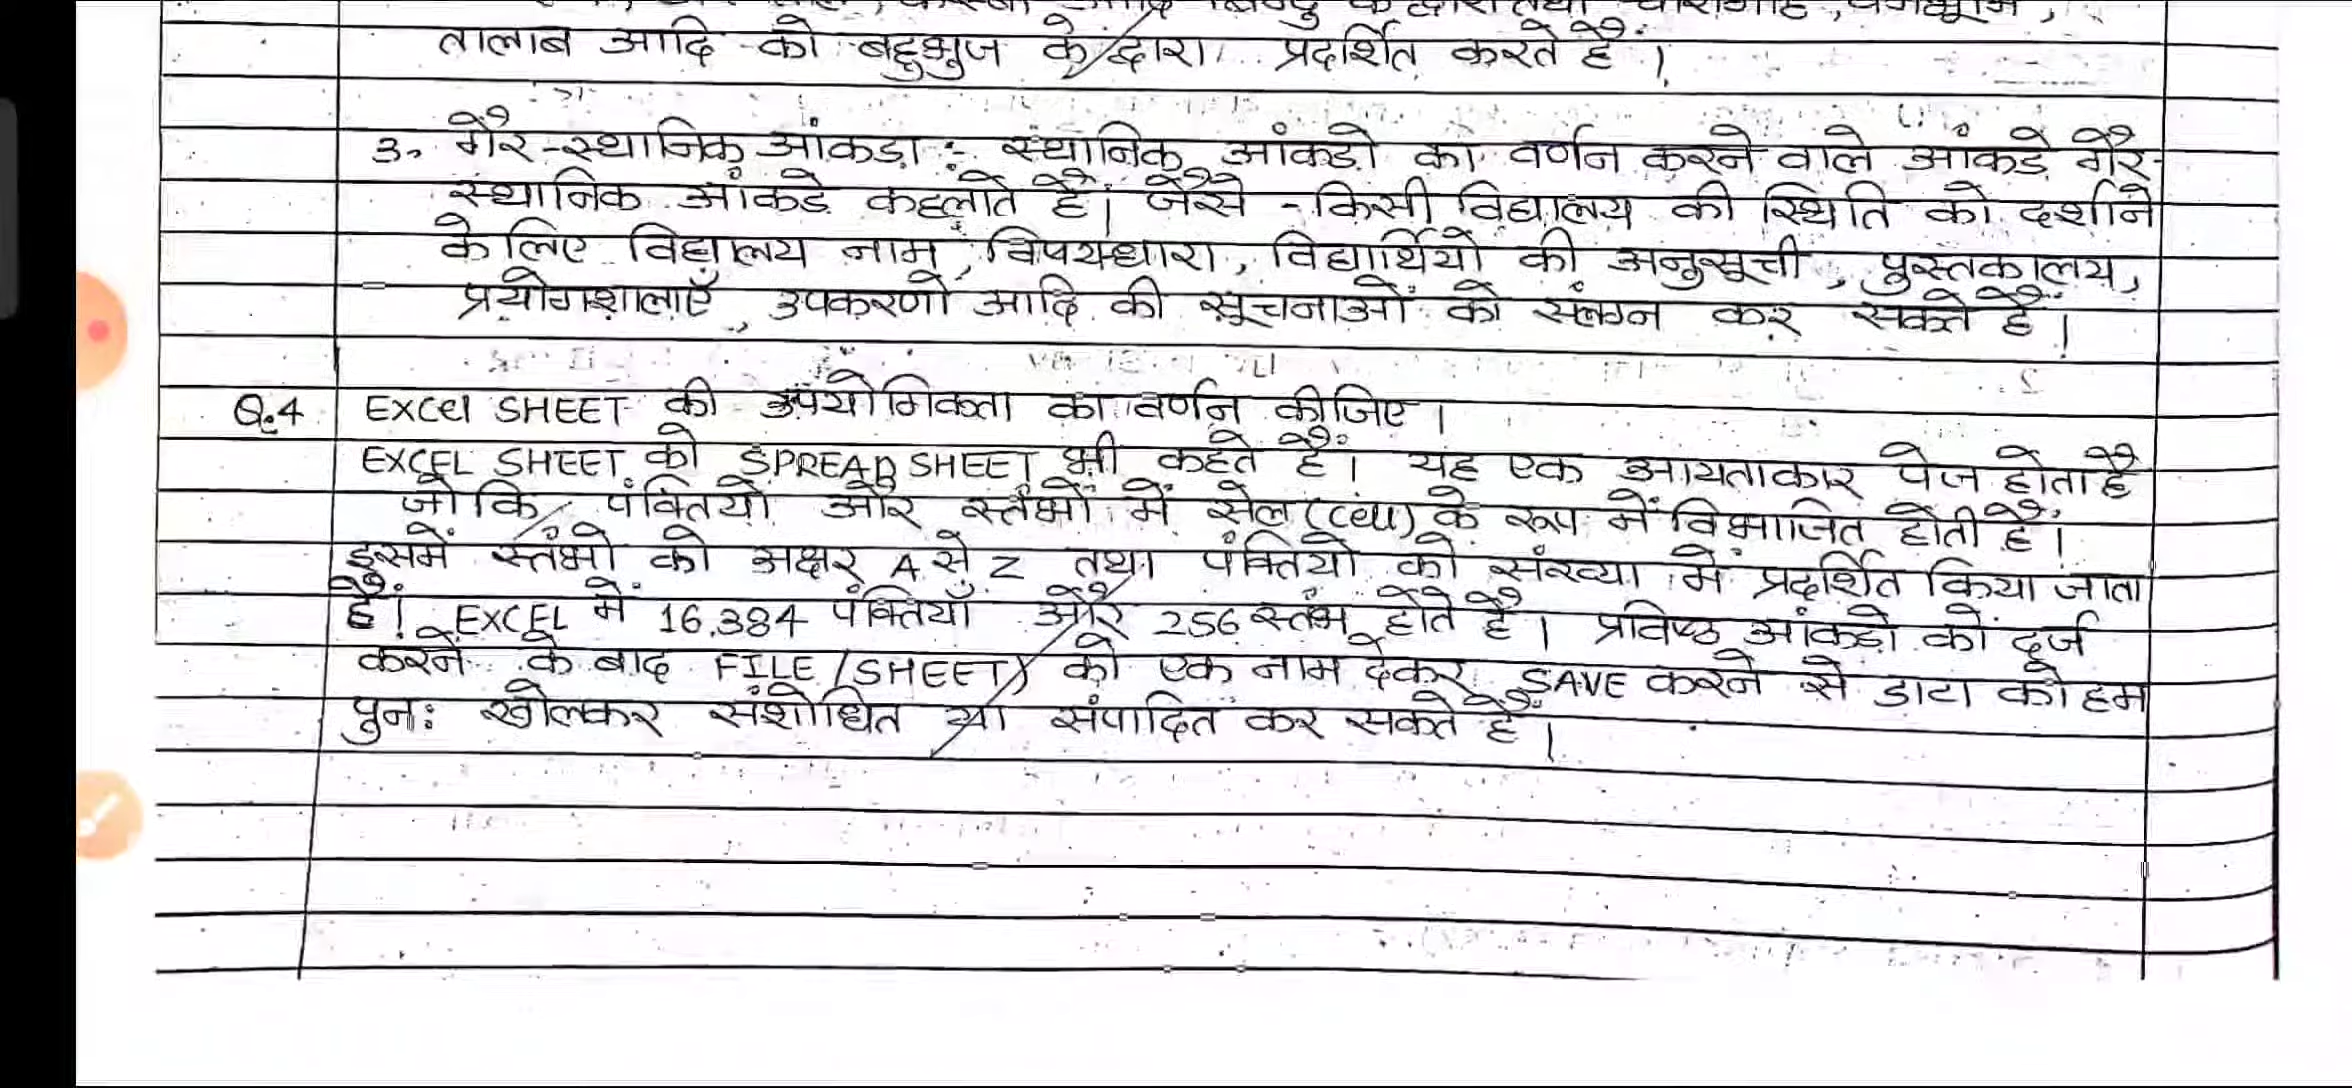 तालाब आदि को बहुभुज के द्वारा प्रदर्शित करते हैं।
3. गैर-स्थानिक आंकड़ा :- स्थानिक आंकडो का वर्णन करने वाले आंकडे गैर-
स्थानिक आंकडे कहलाते हैं। जैसे - किसी विद्यालय की स्थिति को दर्शाने
के लिए विद्यालय नाम, विषयधारा, विद्यार्थियों की अनुसूची, पुस्तकालय,
प्रयोगशालाएँ, उपकरणो आदि की सूचनाओं को संलग्न कर सकते हैं।
Q.4 EXCel SHEET की उपयोगिकता का वर्णन कीजिए।
EXCEL SHEET को SPREAD SHEET भी कहते हैं। यह एक आयताकार पेज होता है
जो कि पंक्तियों और स्तंभों में सेल (Cell) के रूप में विभाजित होती हैं।
इसमें स्तंभो को अक्षर A से Z तथा पंक्तियों को संख्या में प्रदर्शित किया जाता
हैं। EXCEL में 16,384 पंक्तियाँ और 256 स्तंभ होते हैं। प्रविष्ठ आंकडो को दर्ज
करने के बाद FILE/SHEET को एक नाम देकर SAVE करने से डाटा को हम
पुनः खोलकर संशोधित या संपादित कर सकते हैं।